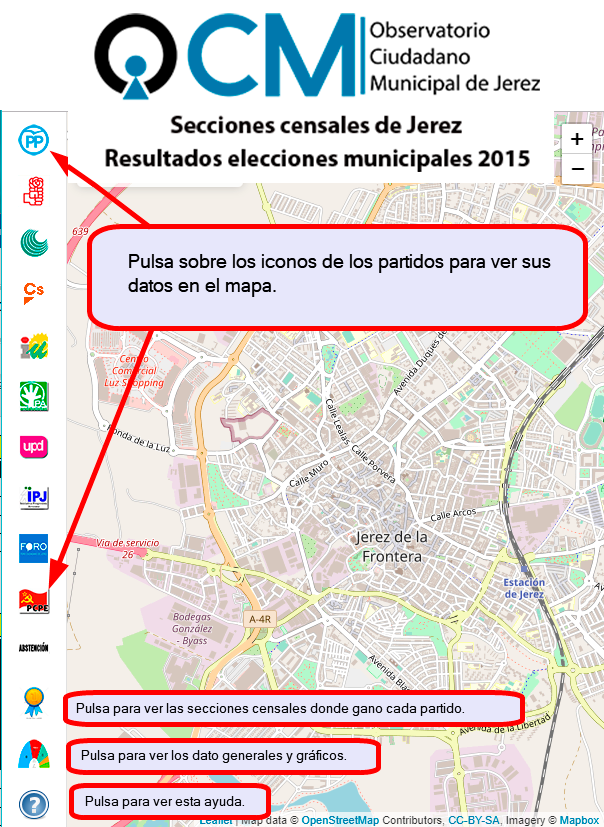 OCM
Observatorio
Ciudadano
Municipal de Jerez
Secciones censales de Jerez
Resultados elecciones municipales 2015
+
−
PP
639
Pulsa sobre los iconos de los partidos para ver sus
datos en el mapa.
Cs
Avenida Duques de
Centro
Comercial
Luz Shopping
iu
EA
Ronda de la Luz
Calle Lealas
Calle Porvera
upd
Calle Muro
iPJ
Calle Arcos
Jerez de la
Frontera
FORO
Vía de servicio
26
Estación
de Jerez
PCPE
Bodegas
González
-
Byass
A-4R
ABSTENCIÓN
Avenida Bla
Pulsa para ver las secciones censales donde gano cada partido.
Avenida de la Libertad
Pulsa para ver los dato generales y gráficos.
?
Pulsa para ver esta ayuda.
Leaflet | Map data © OpenStreetMap Contributors, CC-BY-SA, Imagery © Mapbox